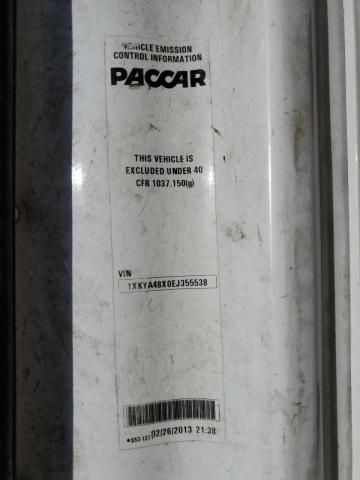 VEHICLE EMISSION
CONTROL INFORMATION
PACCAR
THIS VEHICLE IS
EXCLUDED UNDER 40
CFR 1037.150(g)
VIN
1XKYA48X0EJ355538
02/26/2013 21:38